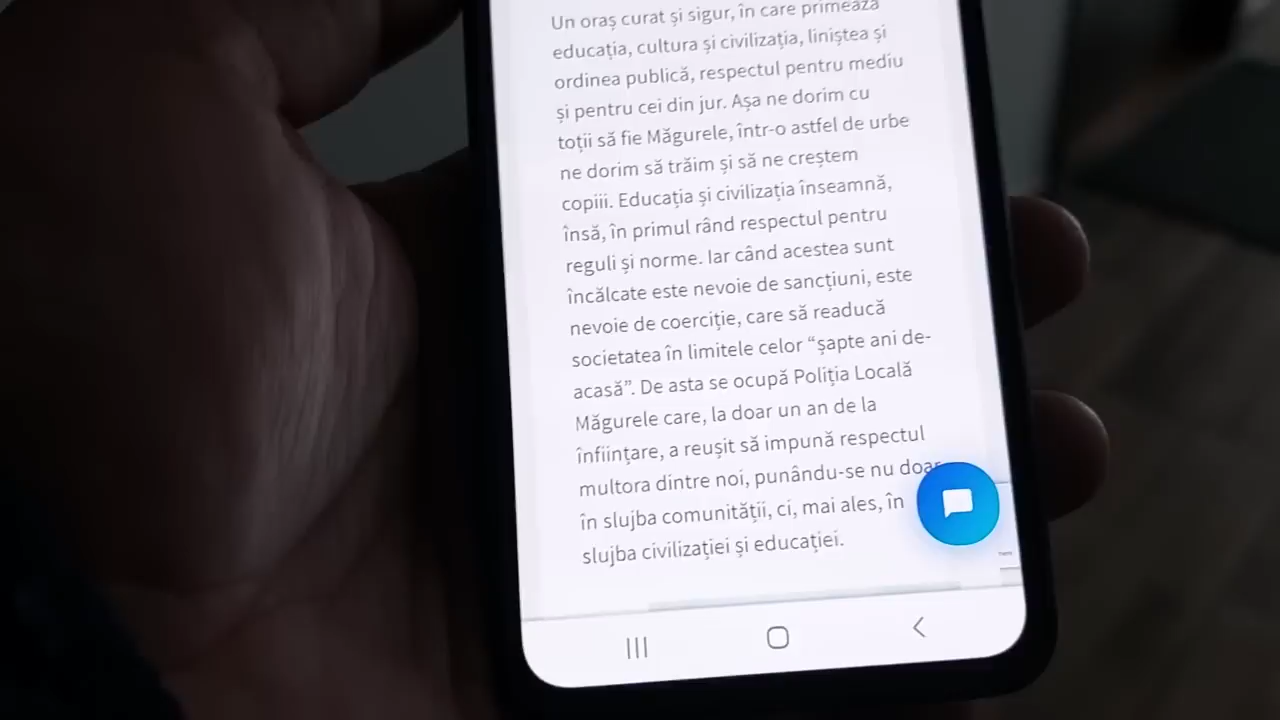 Un oraș curat și sigur, în care primează
educația, cultura și civilizația, liniștea și
ordinea publică, respectul pentru mediu
și pentru cei din jur. Așa ne dorim cu
toții să fie Măgurele, într-o astfel de urbe
ne dorim să trăim și să ne creștem
copiii. Educația și civilizația înseamnă,
însă, în primul rând respectul pentru
reguli și norme. Iar când acestea sunt
încălcate este nevoie de sancțiuni, este
nevoie de coerciție, care să readucă
societatea în limitele celor “șapte ani de-
acasă”. De asta se ocupă Poliția Locală
Măgurele care, la doar un an de la
înființare, a reușit să impună respectul
multora dintre noi, punându-se nu doar
în slujba comunității, ci, mai ales, în
slujba civilizației și educației.